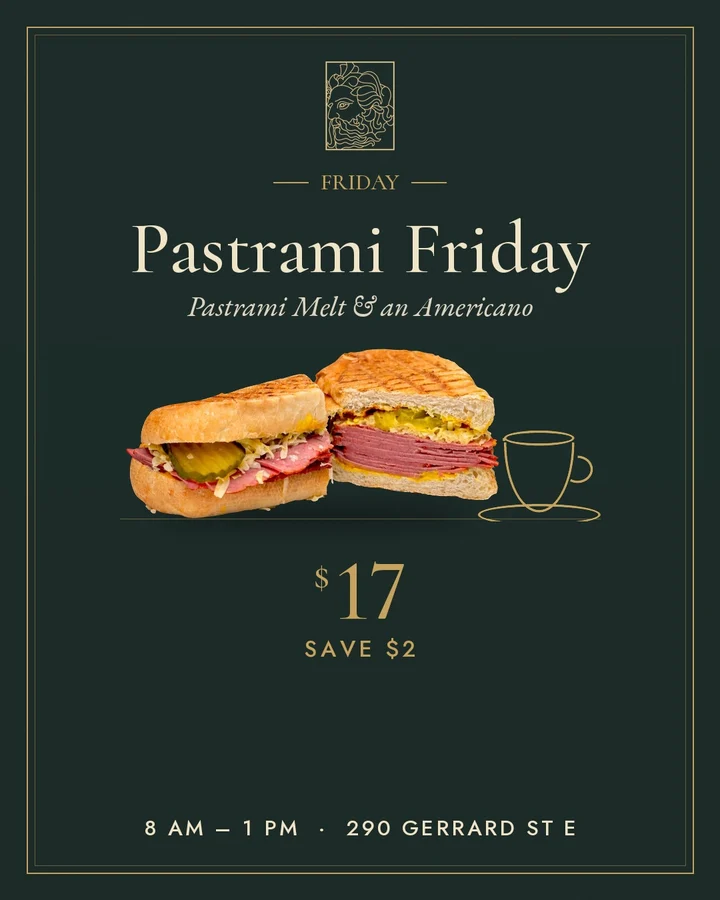 FRIDAY
Pastrami Friday
Pastrami Melt & an Americano
$17
SAVE $2
8 AM – 1 PM · 290 GERRARD ST E